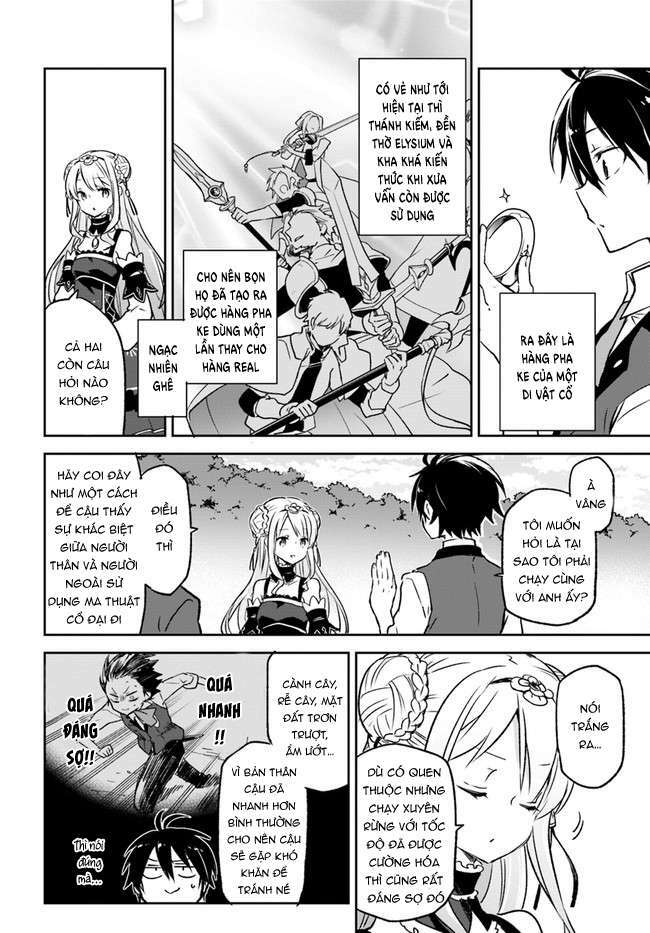 RA ĐÂY LÀ
HÀNG PHA
KE CỦA MỘT
DI VẬT CỔ
CÓ VẺ NHƯ TỚI
HIỆN TẠI THÌ
THÁNH KIẾM, ĐỀN
THỜ ELYSIUM VÀ
KHA KHÁ KIẾN
THỨC KHI XƯA
VẪN CÒN ĐƯỢC
SỬ DỤNG
CHO NÊN BỌN
HỌ ĐÃ TẠO RA
ĐƯỢC HÀNG PHA
KE DÙNG MỘT
LẦN THAY CHO
HÀNG REAL
NGẠC
NHIÊN
GHÊ
CẢ HAI
CÒN CÂU
HỎI NÀO
KHÔNG?
À
VÂNG
TÔI MUỐN
HỎI LÀ TẠI
SAO TÔI PHẢI
CHẠY CÙNG
VỚI ANH ẤY?
ĐIỀU
ĐÓ THÌ
HÃY COI ĐÂY
NHƯ MỘT CÁCH
ĐỂ CẬU THẤY
SỰ KHÁC BIỆT
GIỮA NGƯỜI
THÂN VÀ NGƯỜI
NGOÀI SỬ
DỤNG MA THUẬT
CỔ ĐẠI ĐI
NÓI
TRẮNG
RA...
DÙ CÓ QUEN
THUỘC NHƯNG
CHẠY XUYÊN
RỪNG VỚI TỐC
ĐỘ ĐÃ ĐƯỢC
CƯỜNG HÓA
THÌ CŨNG RẤT
ĐÁNG SỢ ĐÓ
CÀNH CÂY,
RỄ CÂY, MẶT
ĐẤT TRƠN
TRƯỢT,
ẨM ƯỚT...
VÌ BẢN THÂN
CẬU ĐÃ
NHANH HƠN
BÌNH THƯỜNG
CHO NÊN CẬU
SẼ GẶP KHÓ
KHĂN ĐỂ
TRÁNH NÉ
QUÁ
NHANH
!!
QUÁ
ĐÁNG
SỢ!!
Thì nói
đúng
mà...